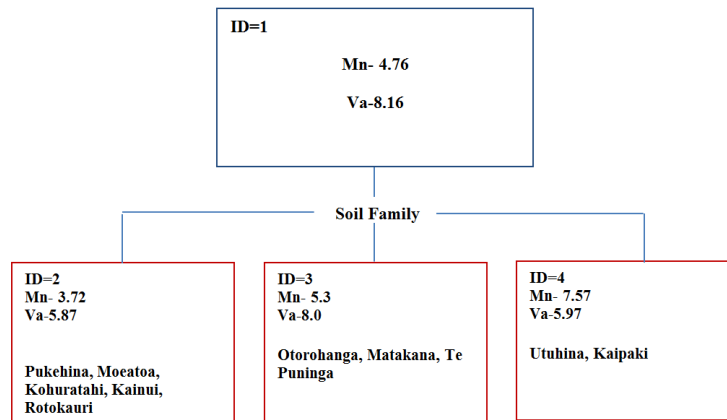 ID=1
Mn- 4.76
Va-8.16
Soil Family
ID=2
Mn- 3.72
Va-5.87
Pukehina, Moeatoa,
Kohuratahi, Kainui,
Rotokauri
ID=3
Mn- 5.3
Va-8.0
Otorohanga, Matakana, Te
Puninga
ID=4
Mn- 7.57
Va-5.97
Utuhina, Kaipaki